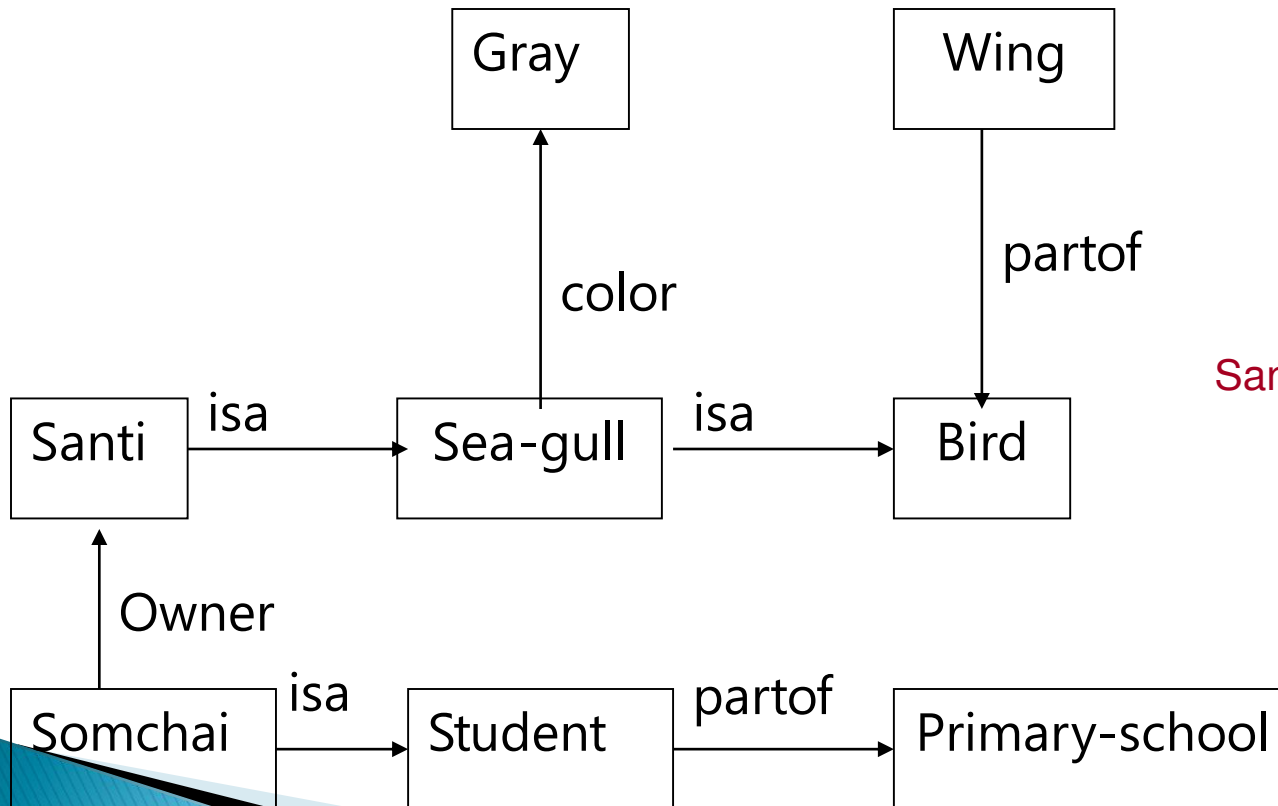 Gray
Wing
color
partof
Santi
isa
Sea-gull
isa
Bird
Owner
Somchai
isa
Student
partof
Primary-school